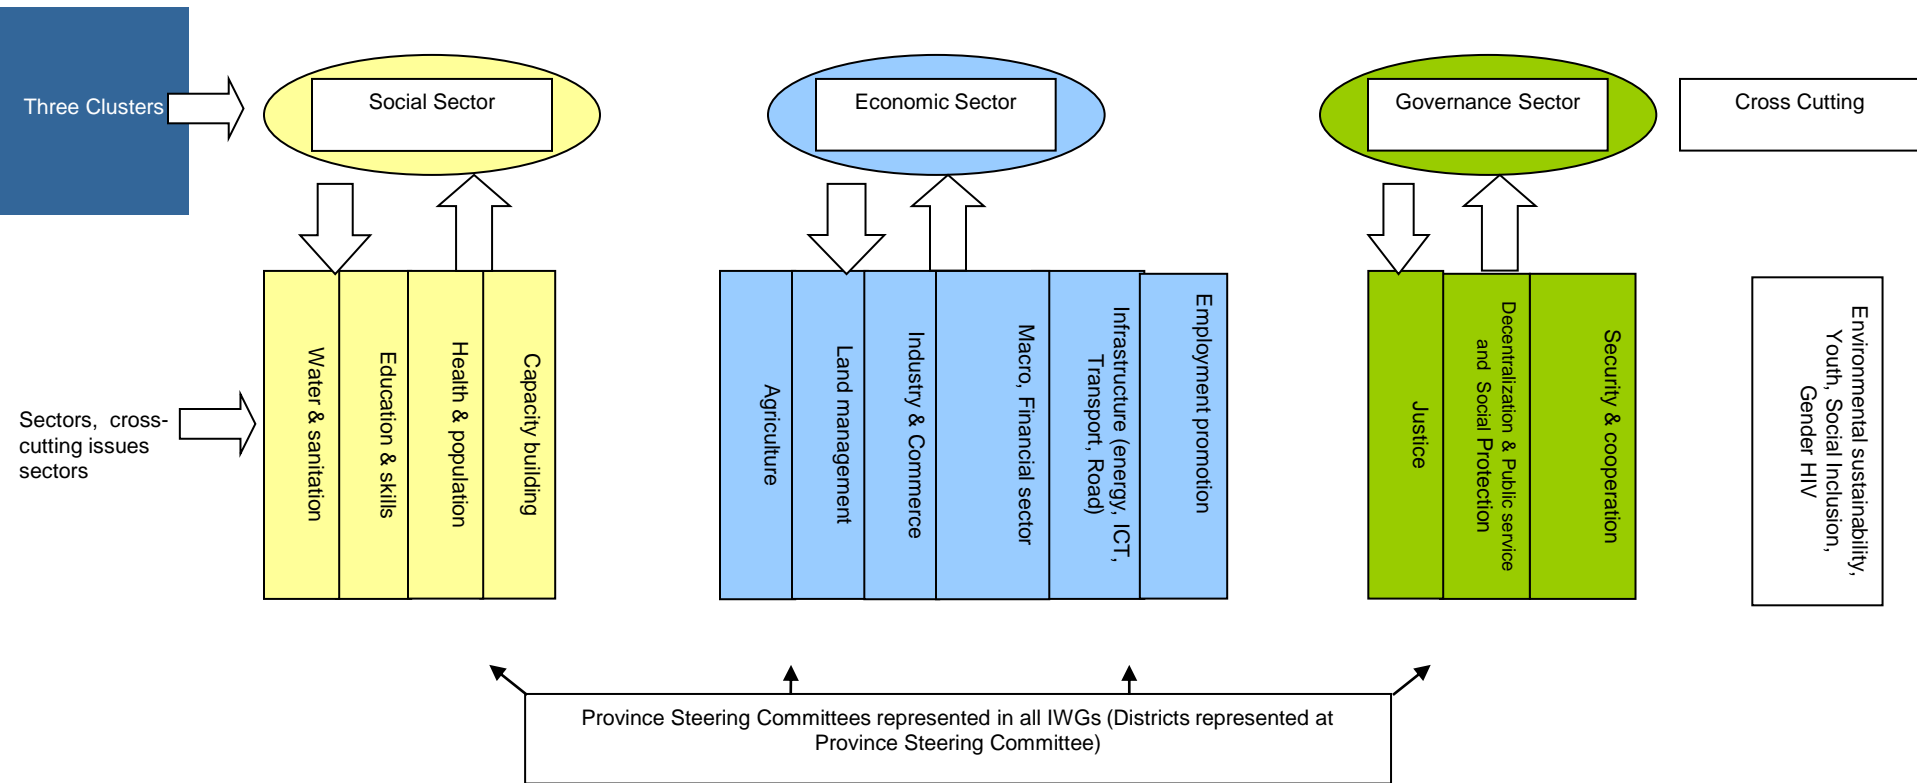 Three Clusters
Social Sector
Economic Sector
Governance Sector
Cross Cutting
Sectors, cross-
cutting issues
sectors
Water & sanitation
Education & skills
Health & population
Capacity building
Agriculture
Land management
Industry & Commerce
Macro, Financial sector
Infrastructure (energy, ICT,
Transport, Road)
Employment promotion
Justice
Decentralization & Public service
and Social Protection
Security & cooperation
Environmental sustainability,
Youth, Social Inclusion,
Gender HIV
Province Steering Committees represented in all IWGs (Districts represented at
Province Steering Committee)